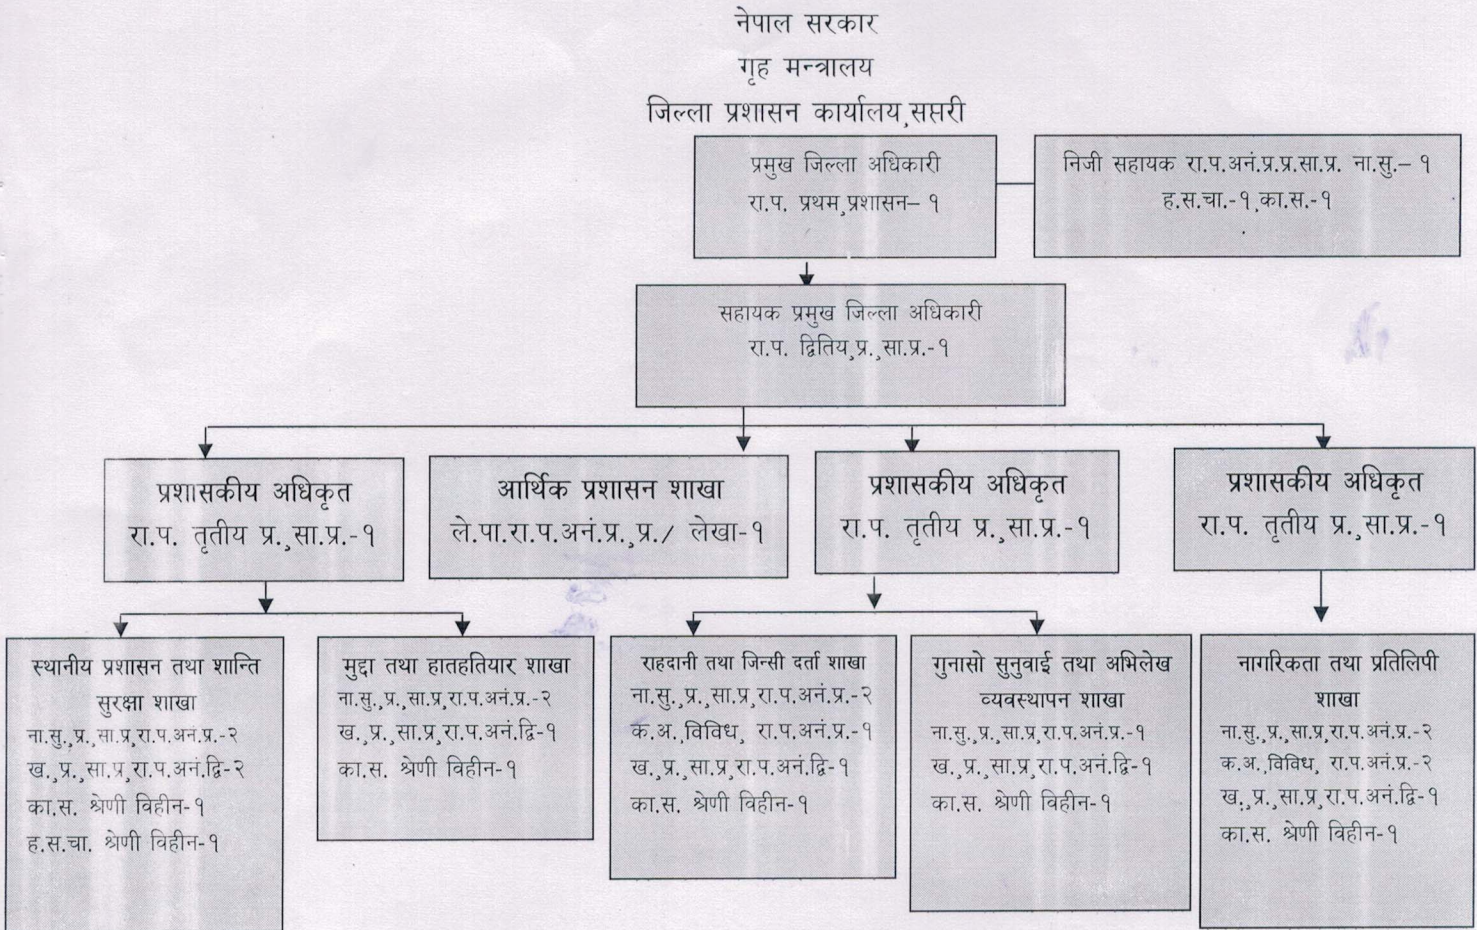 नेपाल सरकार
गृह मन्त्रालय
जिल्ला प्रशासन कार्यालय,सप्तरी
प्रमुख जिल्ला अधिकारी
रा.प. प्रथम,प्रशासन– १
निजी सहायक रा.प.अनं.प्र.प्र.सा.प्र. ना.सु.– १
ह.स.चा.-१,का.स.-१
सहायक प्रमुख जिल्ला अधिकारी
रा.प. द्वितिय,प्र.,सा.प्र.-१
प्रशासकीय अधिकृत
रा.प. तृतीय प्र.,सा.प्र.-१
आर्थिक प्रशासन शाखा
ले.पा.रा.प.अनं.प्र.,प्र./ लेखा-१
प्रशासकीय अधिकृत
रा.प. तृतीय प्र.,सा.प्र.-१
प्रशासकीय अधिकृत
रा.प. तृतीय प्र.,सा.प्र.-१
स्थानीय प्रशासन तथा शान्ति
सुरक्षा शाखा
ना.सु.,प्र.,सा.प्र,रा.प.अनं.प्र.-२
ख.,प्र.,सा.प्र,रा.प.अनं.द्वि-२
का.स. श्रेणी विहीन-१
ह.स.चा. श्रेणी विहीन-१
मुद्दा तथा हातहतियार शाखा
ना.सु.,प्र.,सा.प्र,रा.प.अनं.प्र.-२
ख.,प्र.,सा.प्र,रा.प.अनं.द्वि-१
का.स. श्रेणी विहीन-१
राहदानी तथा जिन्सी दर्ता शाखा
ना.सु.,प्र.,सा.प्र,रा.प.अनं.प्र.-२
क.अ.,विविध, रा.प.अनं.प्र.-१
ख.,प्र.,सा.प्र,रा.प.अनं.द्वि-१
का.स. श्रेणी विहीन-१
गुनासो सुनुवाई तथा अभिलेख
व्यवस्थापन शाखा
ना.सु.,प्र.,सा.प्र,रा.प.अनं.प्र.-१
ख.,प्र.,सा.प्र,रा.प.अनं.द्वि-१
का.स. श्रेणी विहीन-१
नागरिकता तथा प्रतिलिपी
शाखा
ना.सु.,प्र.,सा.प्र,रा.प.अनं.प्र.-२
क.अ.,विविध, रा.प.अनं.प्र.-२
ख.,प्र.,सा.प्र,रा.प.अनं.द्वि-१
का.स. श्रेणी विहीन-१